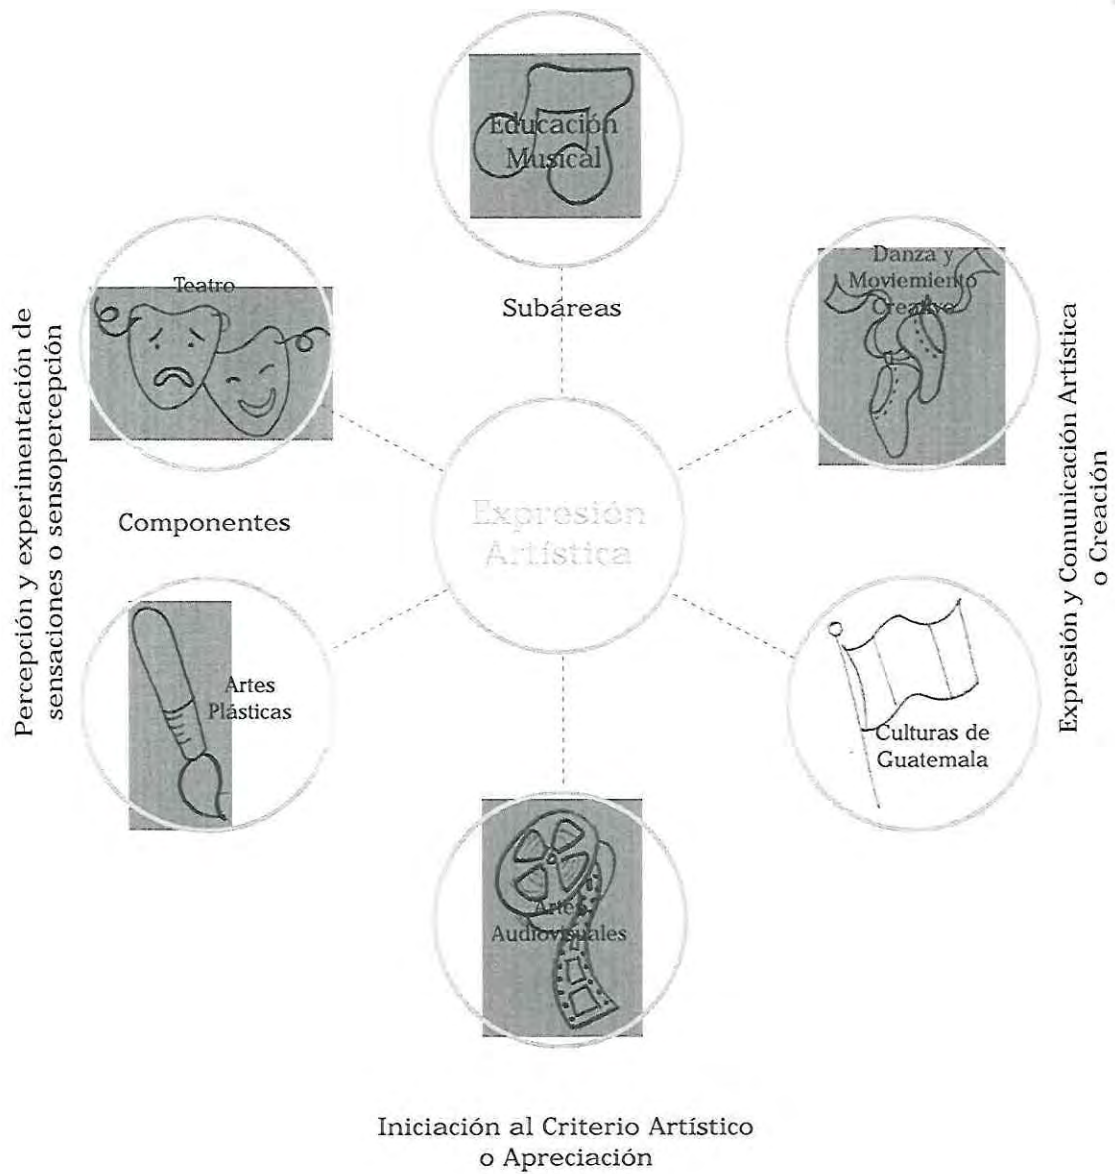 Educación
Musical
Subáreas
Teatro
Danza y
Moviemiento
Creativo
Percepción y experimentación de
sensaciones o sensopercepción
Componentes
Expresión
Artística
Expresión y Comunicación Artística
o Creación
Artes
Plásticas
Culturas de
Guatemala
Artes
Audiovisuales
Iniciación al Criterio Artístico
o Apreciación